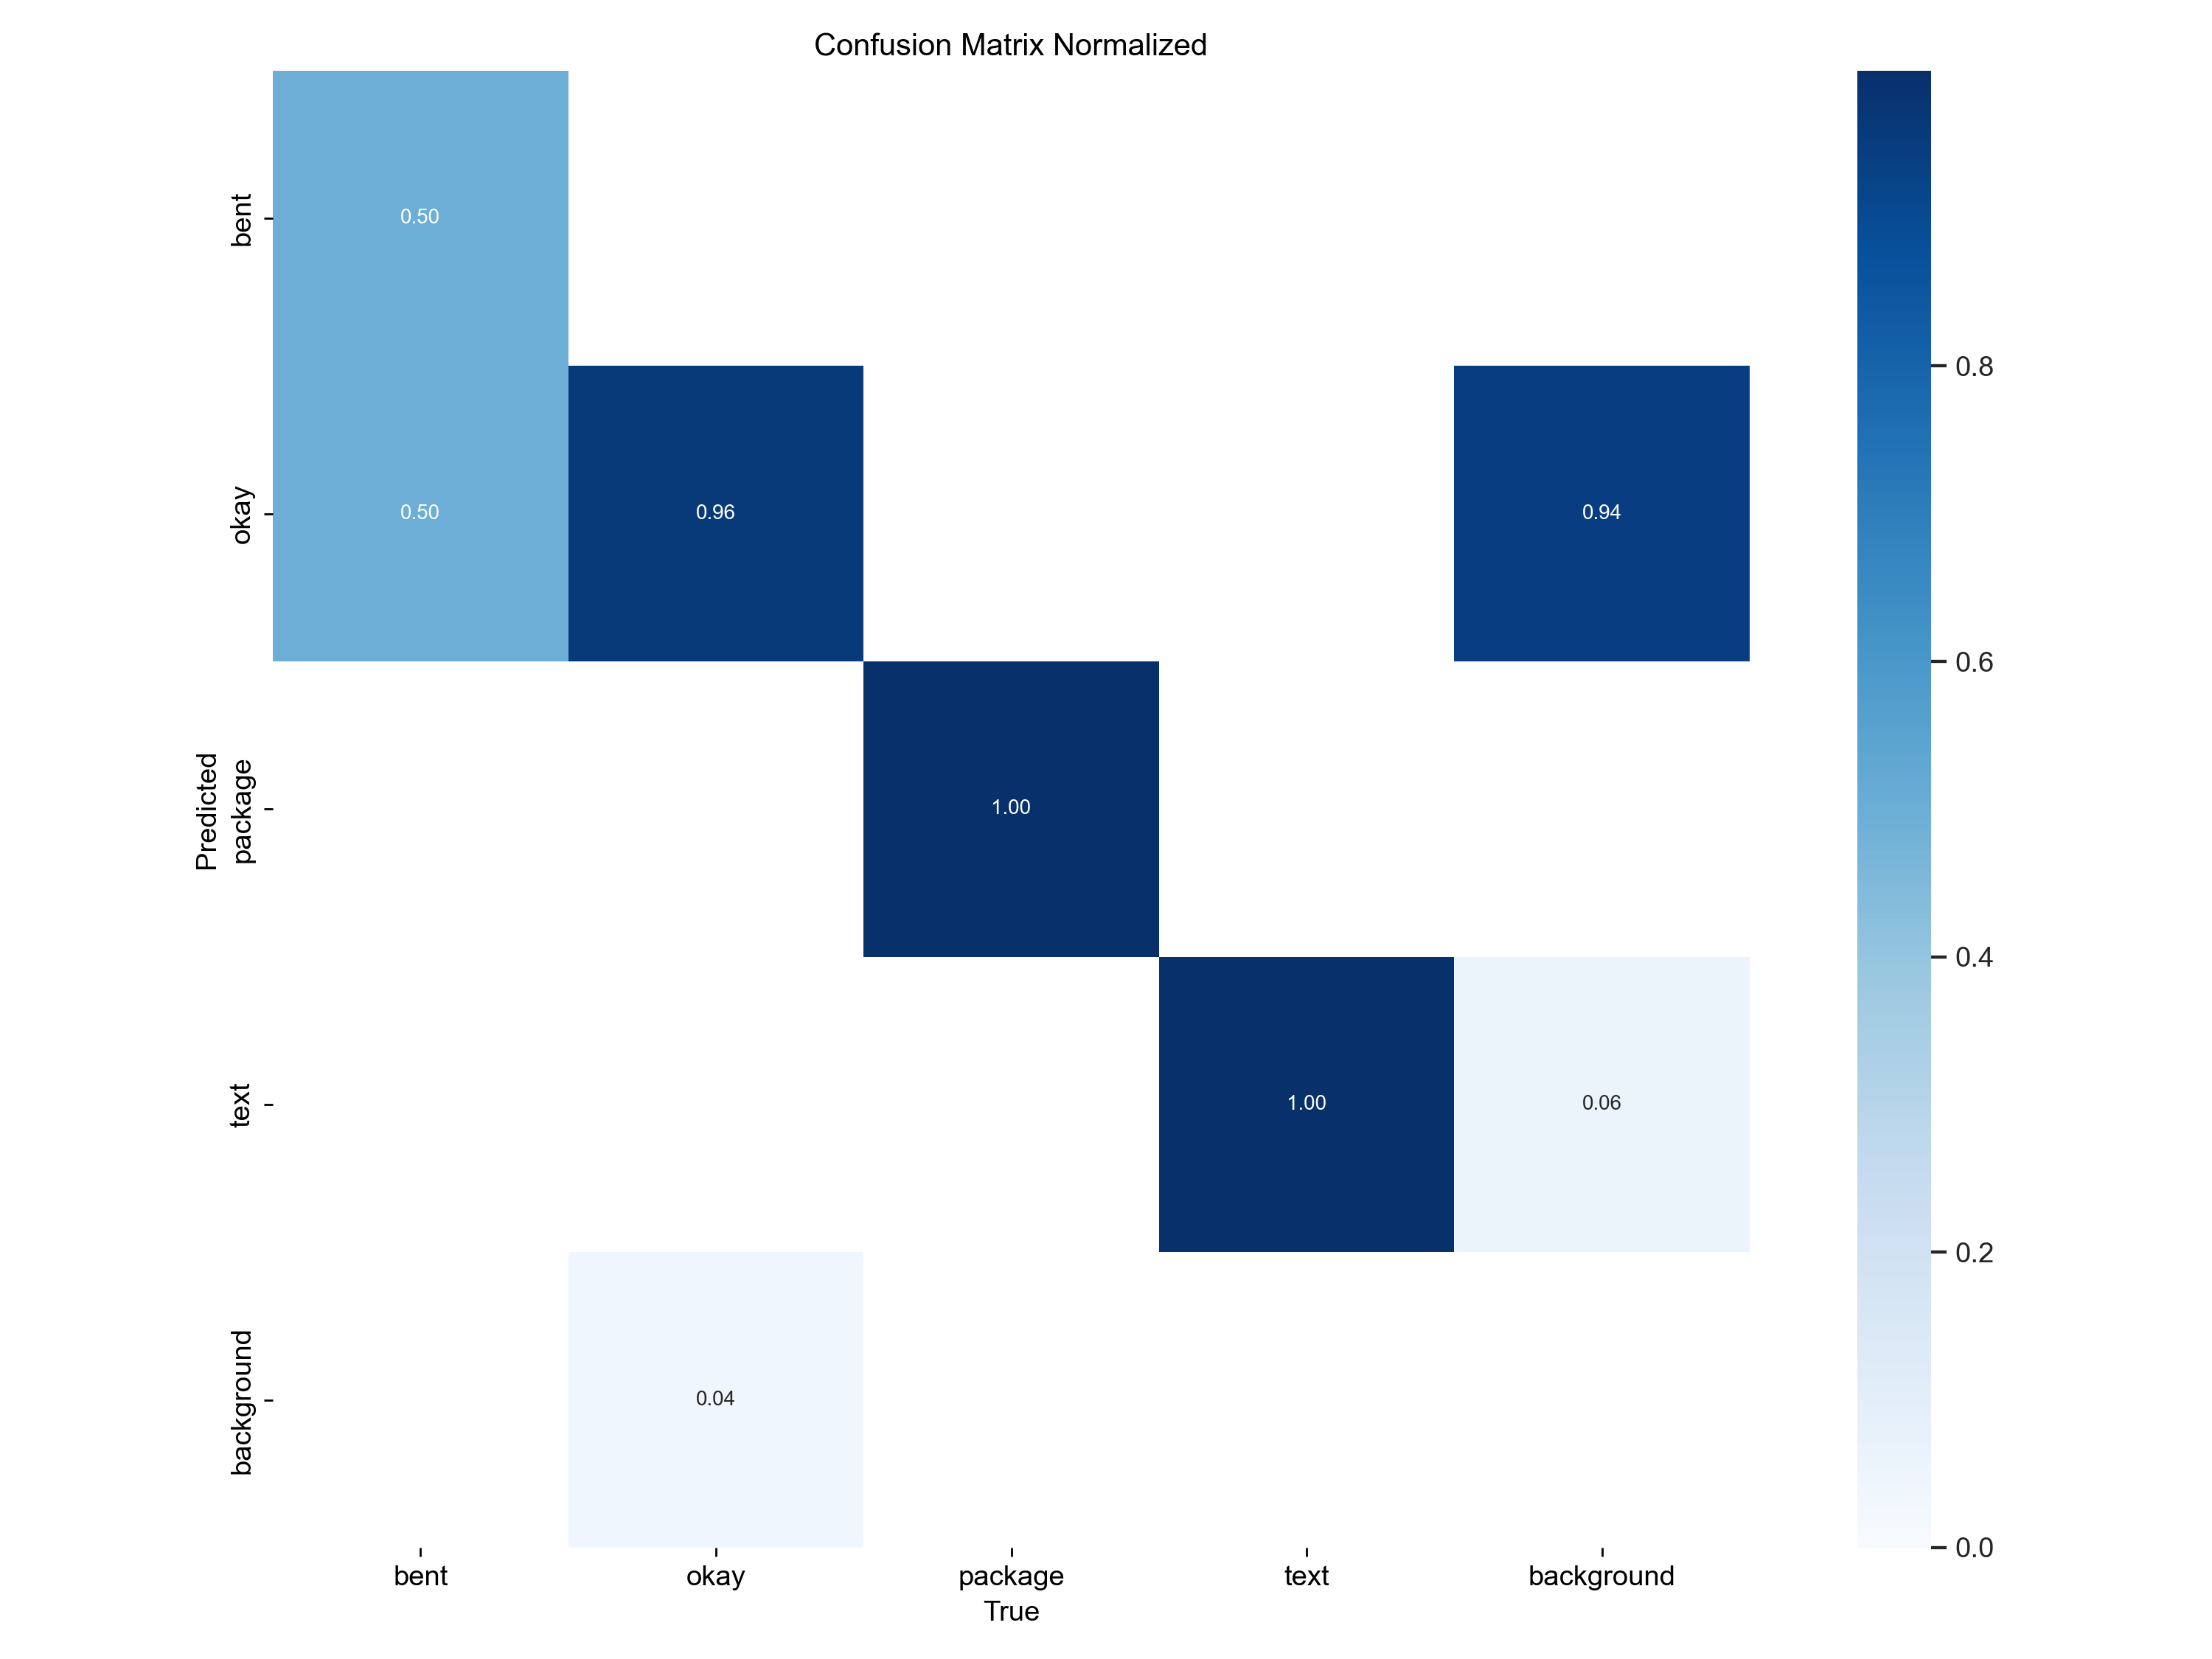 Confusion Matrix Normalized
Predicted
bent
okay
package
text
background
0.50
0.50 0.96 0.94
1.00
1.00 0.06
0.04
bent okay package text background
True
0.8
0.6
0.4
0.2
0.0